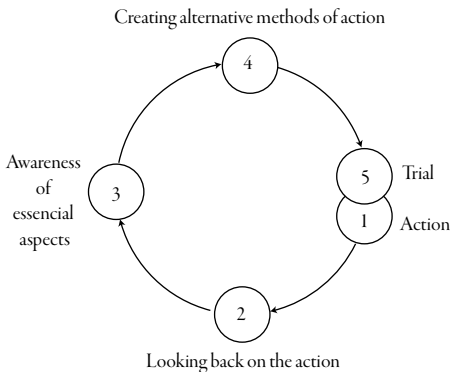 Creating alternative methods of action
4
5
Trial
Awareness
of
essencial
aspects
3
1
Action
2
Looking back on the action